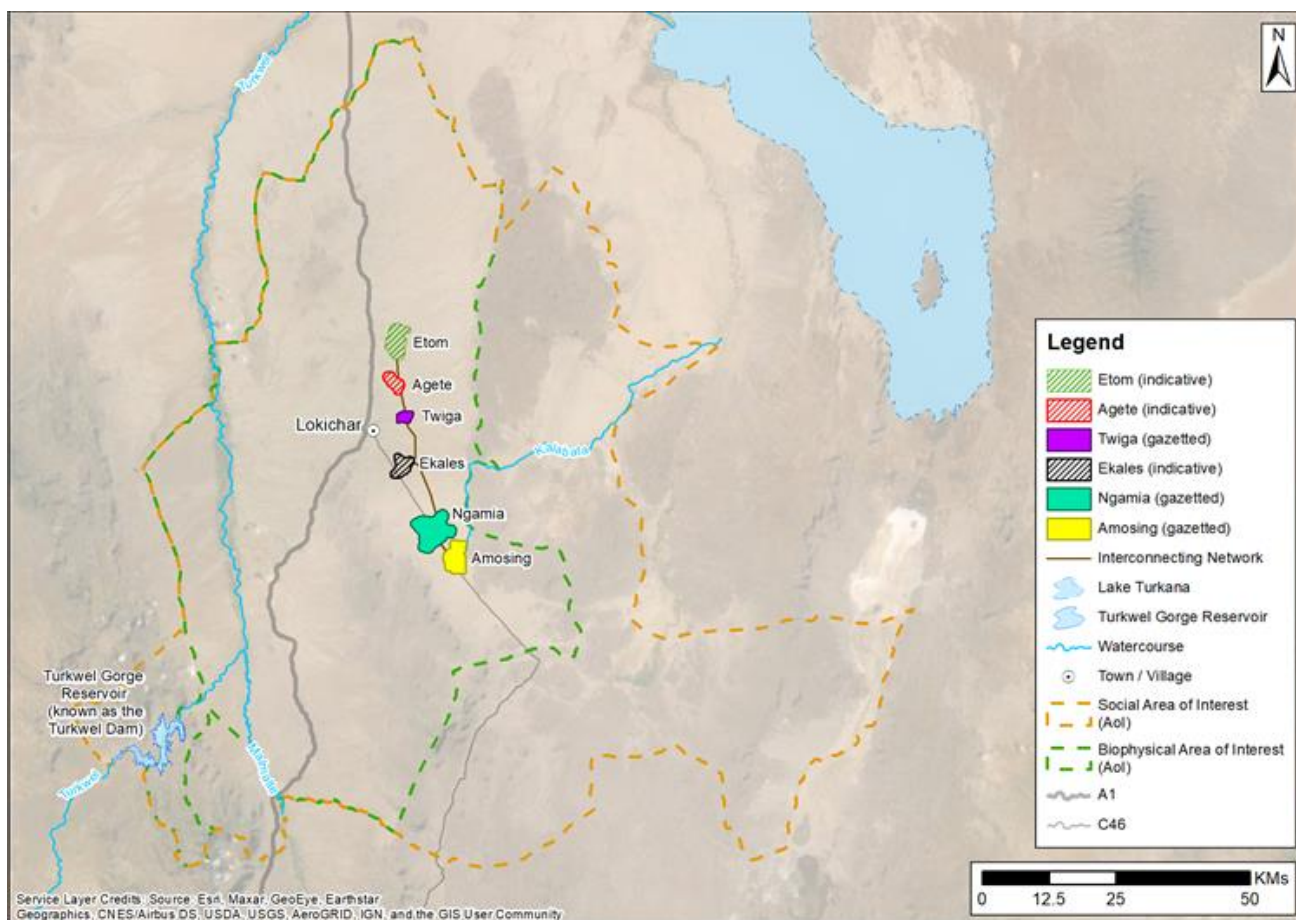 N
Turkwel
Etom
Agete
Twiga
Lokichar
Ekales
Kalabata
Ngamia
Amosing
Turkwel Gorge
Reservoir
(known as the
Turkwel Dam)
Malmalte
Turkwel
Legend
Etom (indicative)
Agete (indicative)
Twiga (gazetted)
Ekales (indicative)
Ngamia (gazetted)
Amosing (gazetted)
Interconnecting Network
Lake Turkana
Turkwel Gorge Reservoir
Watercourse
Town / Village
Social Area of Interest
(AoI)
Biophysical Area of Interest
(AoI)
A1
C46
KMs
0 12.5 25 50
Service Layer Credits: Source: Esri, Maxar, GeoEye, Earthstar
Geographics, CNES/Airbus DS, USDA, USGS, AeroGRID, IGN, and the GIS User Community